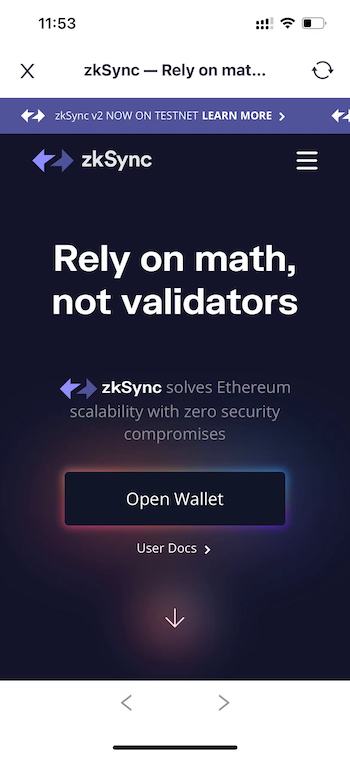 11:53
zkSync — Rely on mat...
zkSync v2 NOW ON TESTNET LEARN MORE
zkSync
Rely on math,
not validators
zkSync solves Ethereum
scalability with zero security
compromises
Open Wallet
User Docs